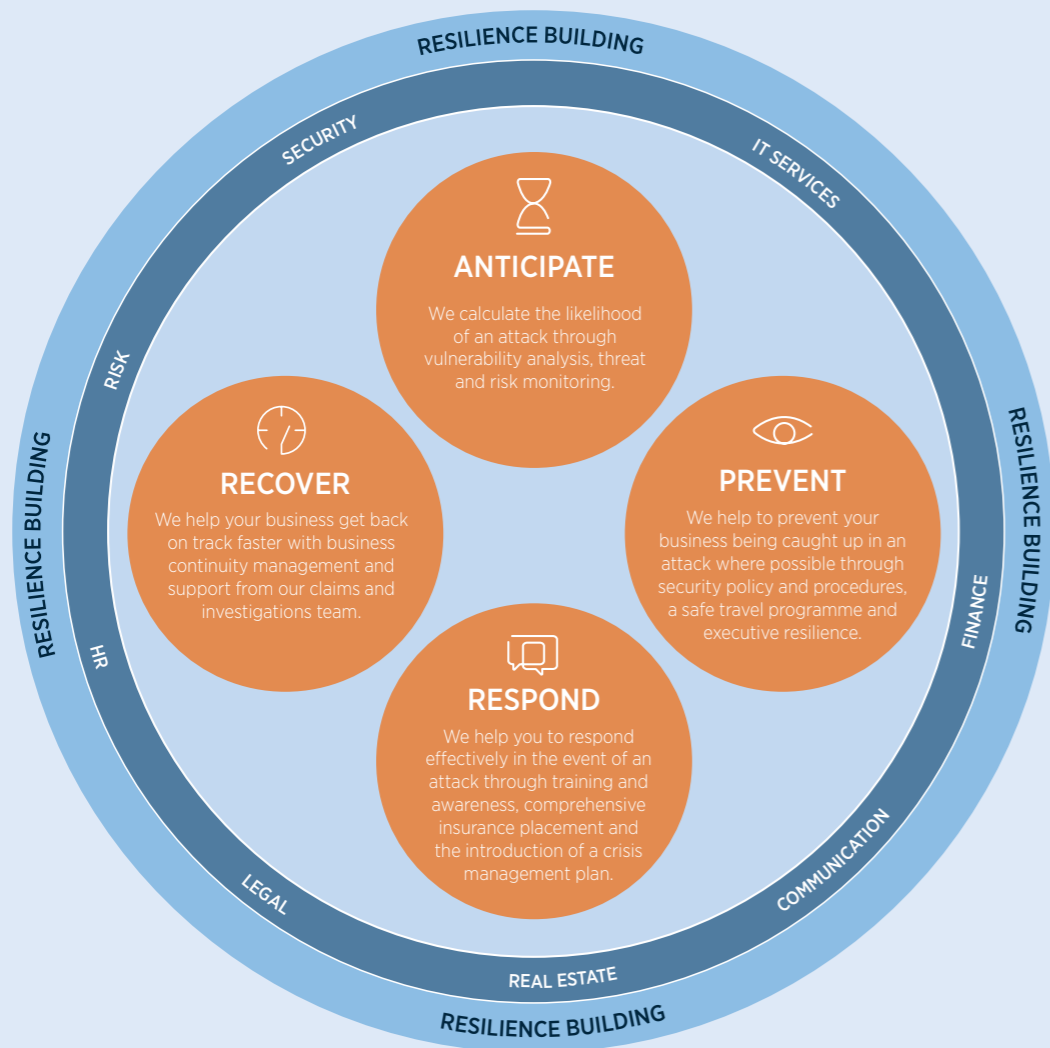 RESILIENCE BUILDING
SECURITY
IT SERVICES
RISK
FINANCE
HR
COMMUNICATION
LEGAL
REAL ESTATE
RESILIENCE BUILDING
RESILIENCE BUILDING
RESILIENCE BUILDING
ANTICIPATE
We calculate the likelihood
of an attack through
vulnerability analysis, threat
and risk monitoring.
PREVENT
We help to prevent your
business being caught up in an
attack where possible through
security policy and procedures,
a safe travel programme and
executive resilience.
RESPOND
We help you to respond
effectively in the event of an
attack through training and
awareness, comprehensive
insurance placement and
the introduction of a crisis
management plan.
RECOVER
We help your business get back
on track faster with business
continuity management and
support from our claims and
investigations team.